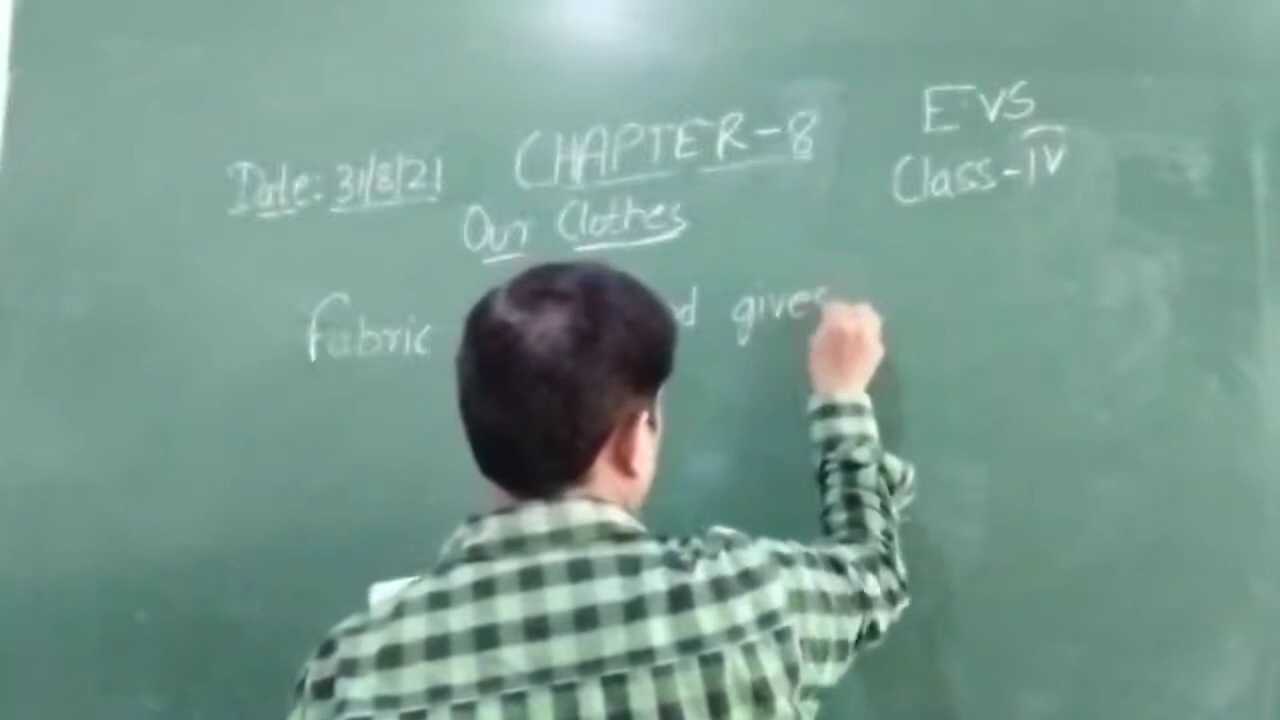 EVS
CHAPTER-8
Date: 31/8/21
Class-IV
Our Clothes
Fabric gives